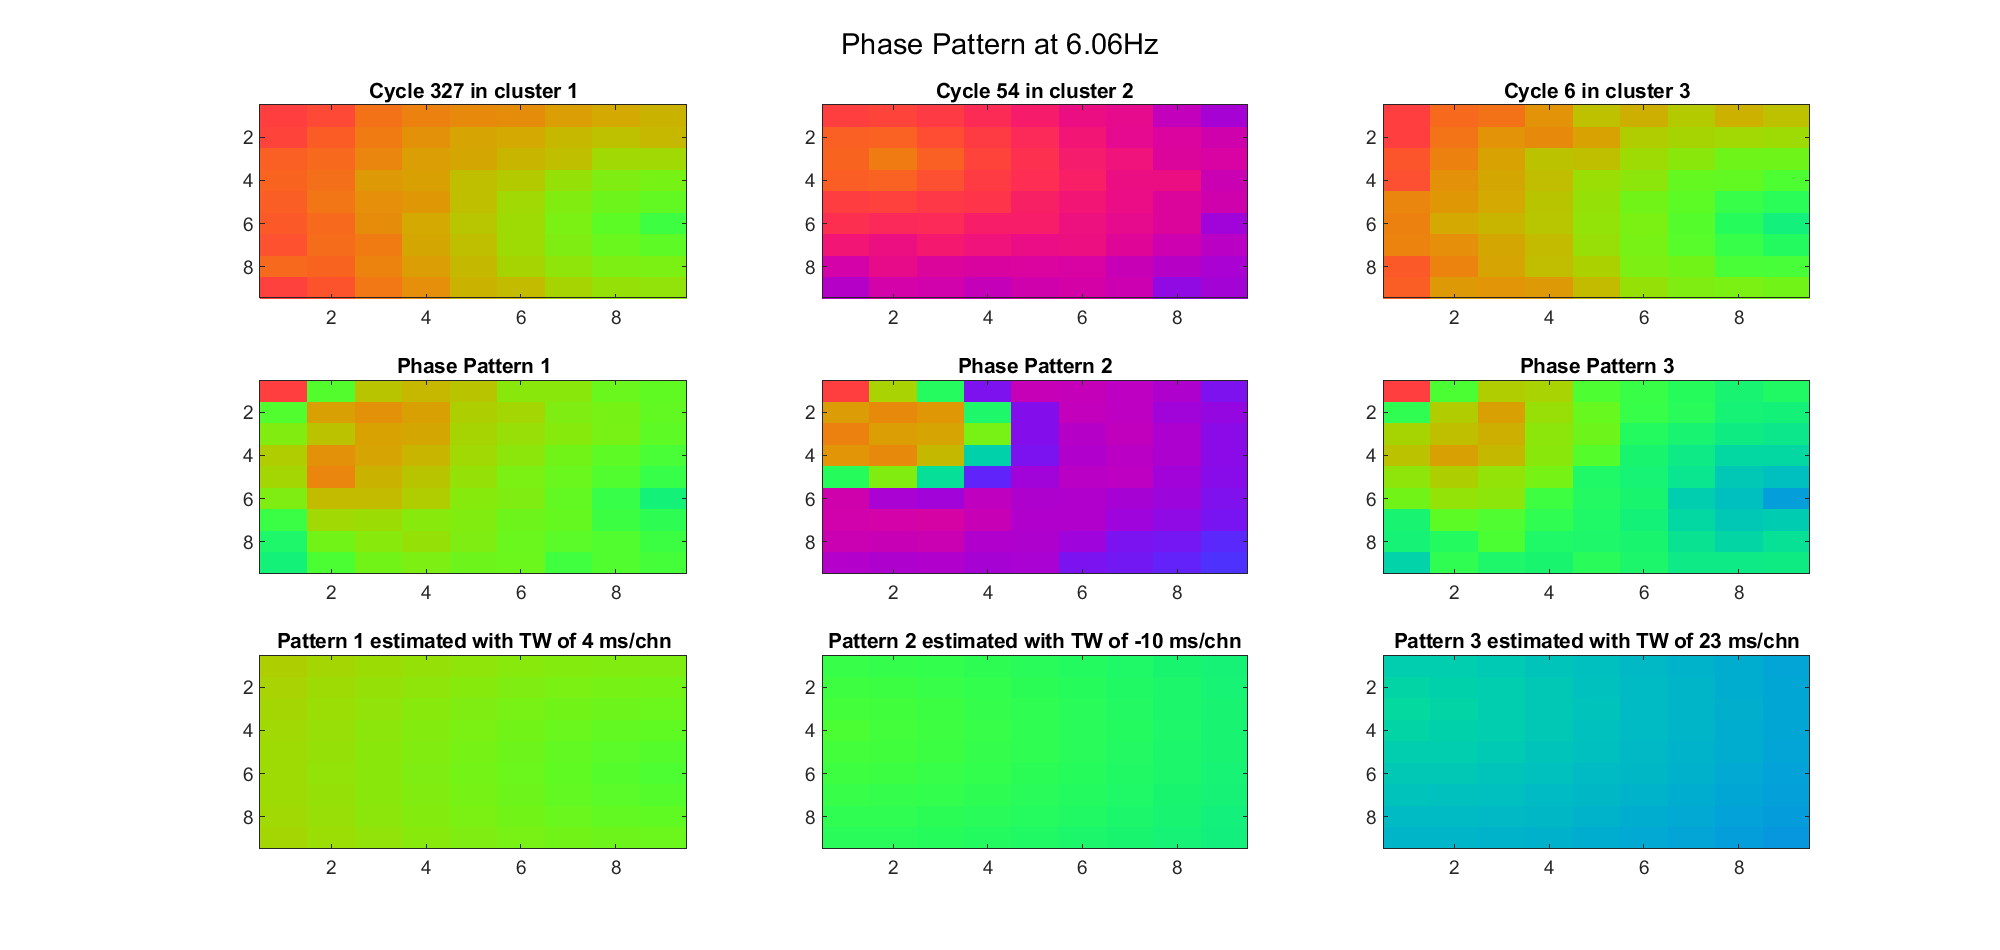 Phase Pattern at 6.06Hz
Cycle 327 in cluster 1
2
4
6
8
2 4 6 8
Cycle 54 in cluster 2
2
4
6
8
2 4 6 8
Cycle 6 in cluster 3
2
4
6
8
2 4 6 8
Phase Pattern 1
2
4
6
8
2 4 6 8
Phase Pattern 2
2
4
6
8
2 4 6 8
Phase Pattern 3
2
4
6
8
2 4 6 8
Pattern 1 estimated with TW of 4 ms/chn
2
4
6
8
2 4 6 8
Pattern 2 estimated with TW of -10 ms/chn
2
4
6
8
2 4 6 8
Pattern 3 estimated with TW of 23 ms/chn
2
4
6
8
2 4 6 8